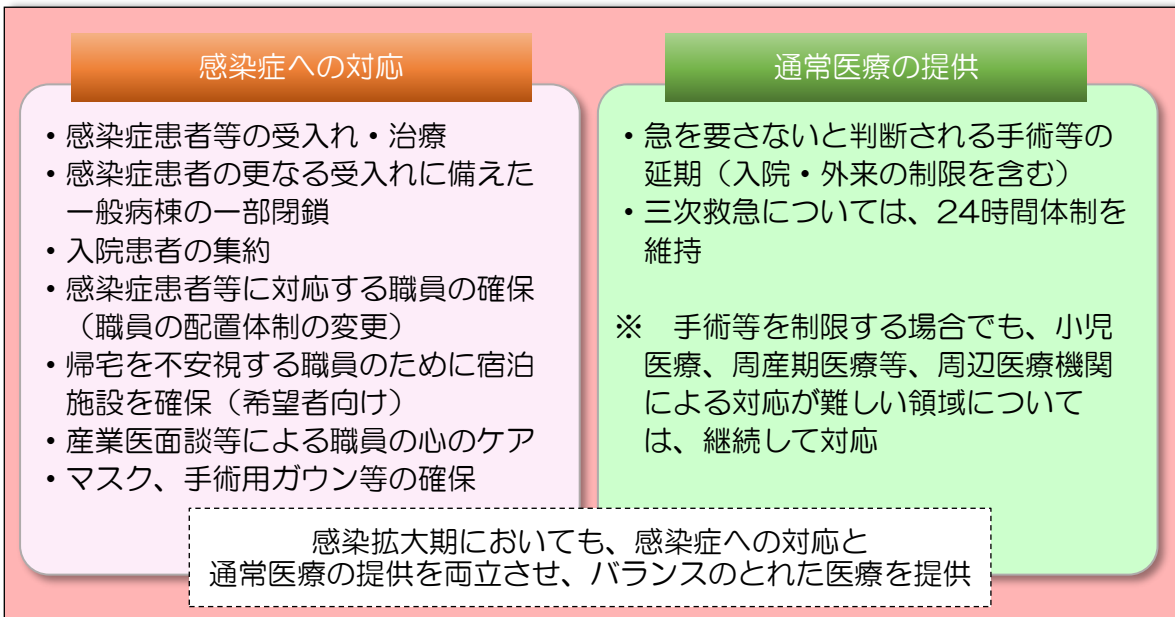 感染症への対応
・感染症患者等の受入れ・治療
・感染症患者の更なる受入れに備えた
一般病棟の一部閉鎖
・入院患者の集約
・感染症患者等に対応する職員の確保
（職員の配置体制の変更）
・帰宅を不安視する職員のために宿泊
施設を確保（希望者向け）
・産業医面談等による職員の心のケア
・マスク、手術用ガウン等の確保
通常医療の提供
・急を要さないと判断される手術等の
延期（入院・外来の制限を含む）
・三次救急については、24時間体制を
維持
※　手術等を制限する場合でも、小児
医療、周産期医療等、周辺医療機関
による対応が難しい領域について
は、継続して対応
感染拡大期においても、感染症への対応と
通常医療の提供を両立させ、バランスのとれた医療を提供